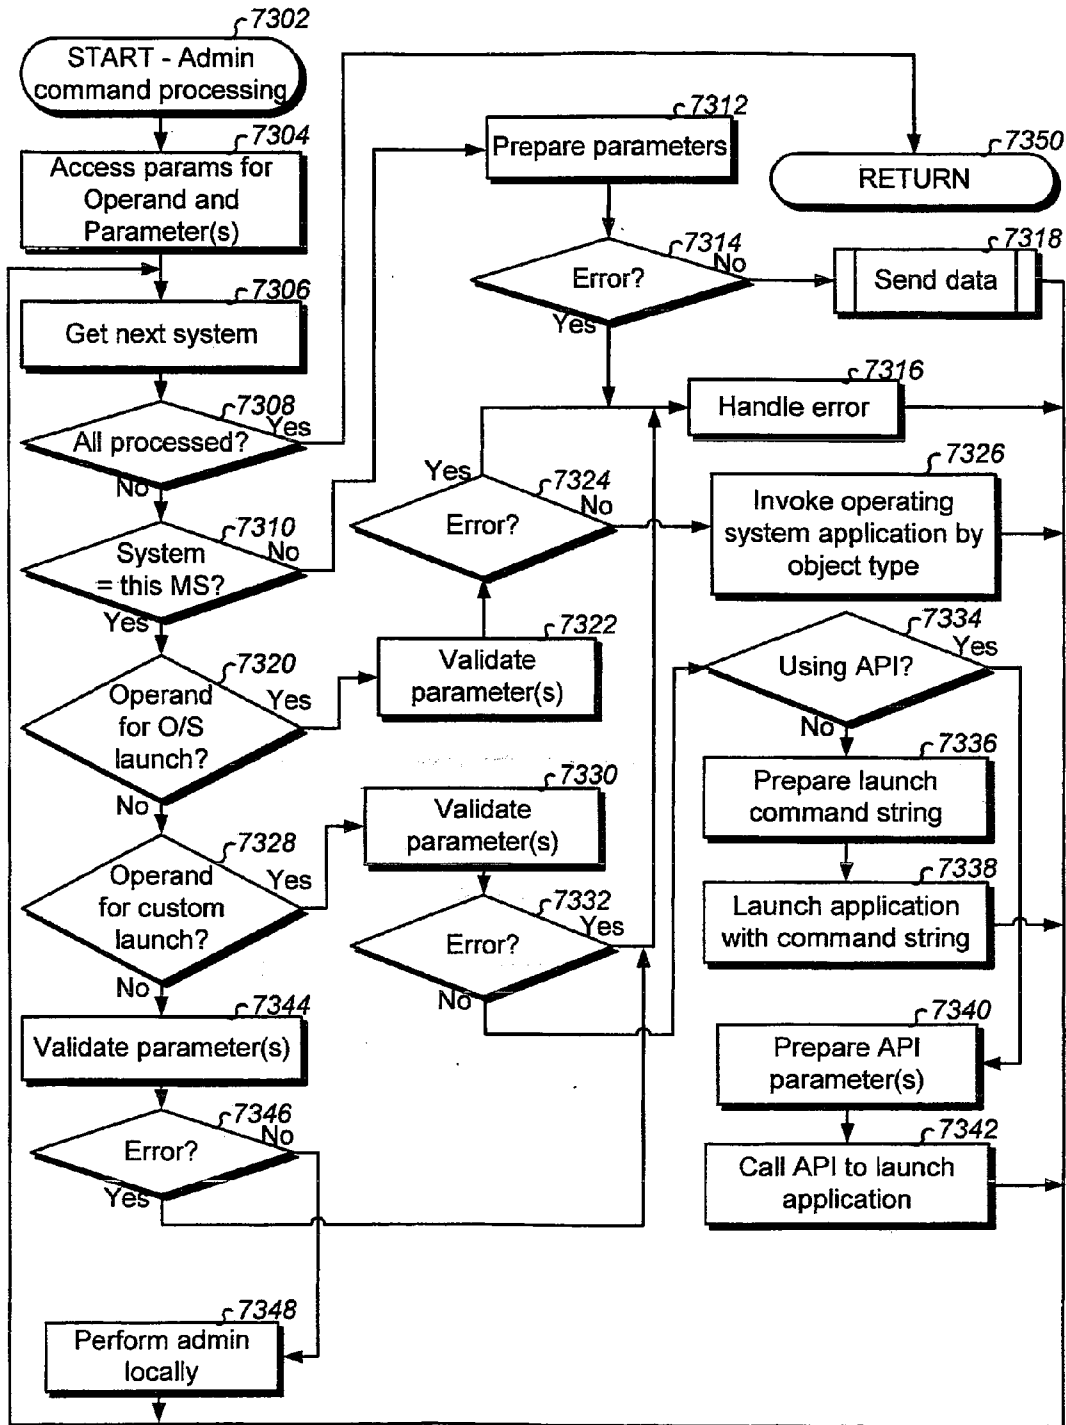 7302
START - Admin
command processing
7304
Access params for
Operand and
Parameter(s)
7306
Get next system
7308
All processed?
Yes
No
7310
System
= this MS?
No
Yes
7312
Prepare parameters
7314
Error?
No
Yes
7350
RETURN
7318
Send data
7316
Handle error
7320
Operand
for O/S
launch?
Yes
No
7322
Validate
parameter(s)
7324
Error?
Yes
No
7326
Invoke operating
system application by
object type
7328
Operand
for custom
launch?
Yes
No
7330
Validate
parameter(s)
7332
Error?
Yes
No
7334
Using API?
Yes
No
7336
Prepare launch
command string
7338
Launch application
with command string
7340
Prepare API
parameter(s)
7342
Call API to launch
application
7344
Validate parameter(s)
7346
Error?
No
Yes
7348
Perform admin
locally